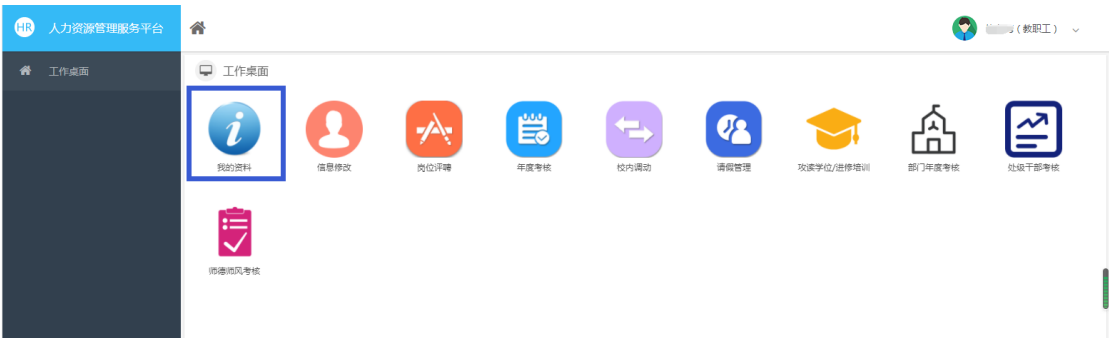 HR 人力资源管理服务平台
（教职工）
工作桌面
工作桌面
我的资料 信息修改 岗位评聘 年度考核 校内调动 请假管理 攻读学位/进修培训 部门年度考核 处级干部考核
师德师风考核